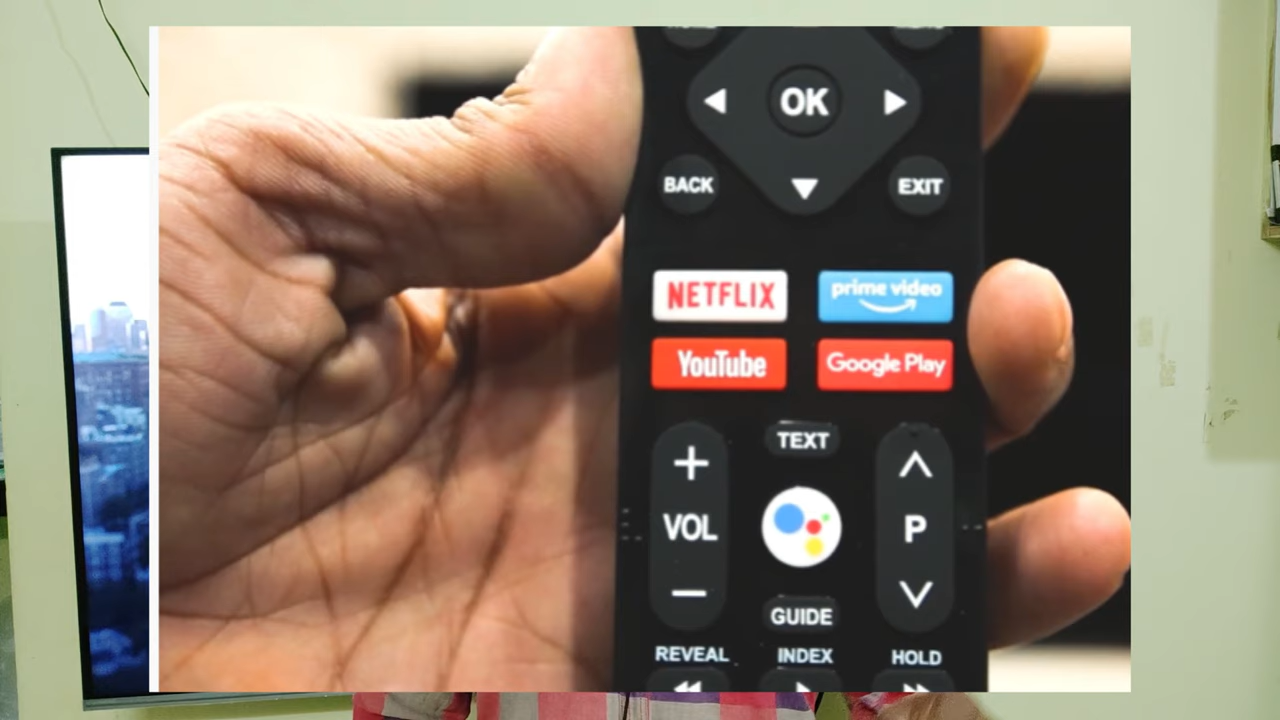 OK
BACK
EXIT
NETFLIX
prime video
YouTube
Google Play
TEXT
+
VOL
P
−
GUIDE
REVEAL
INDEX
HOLD